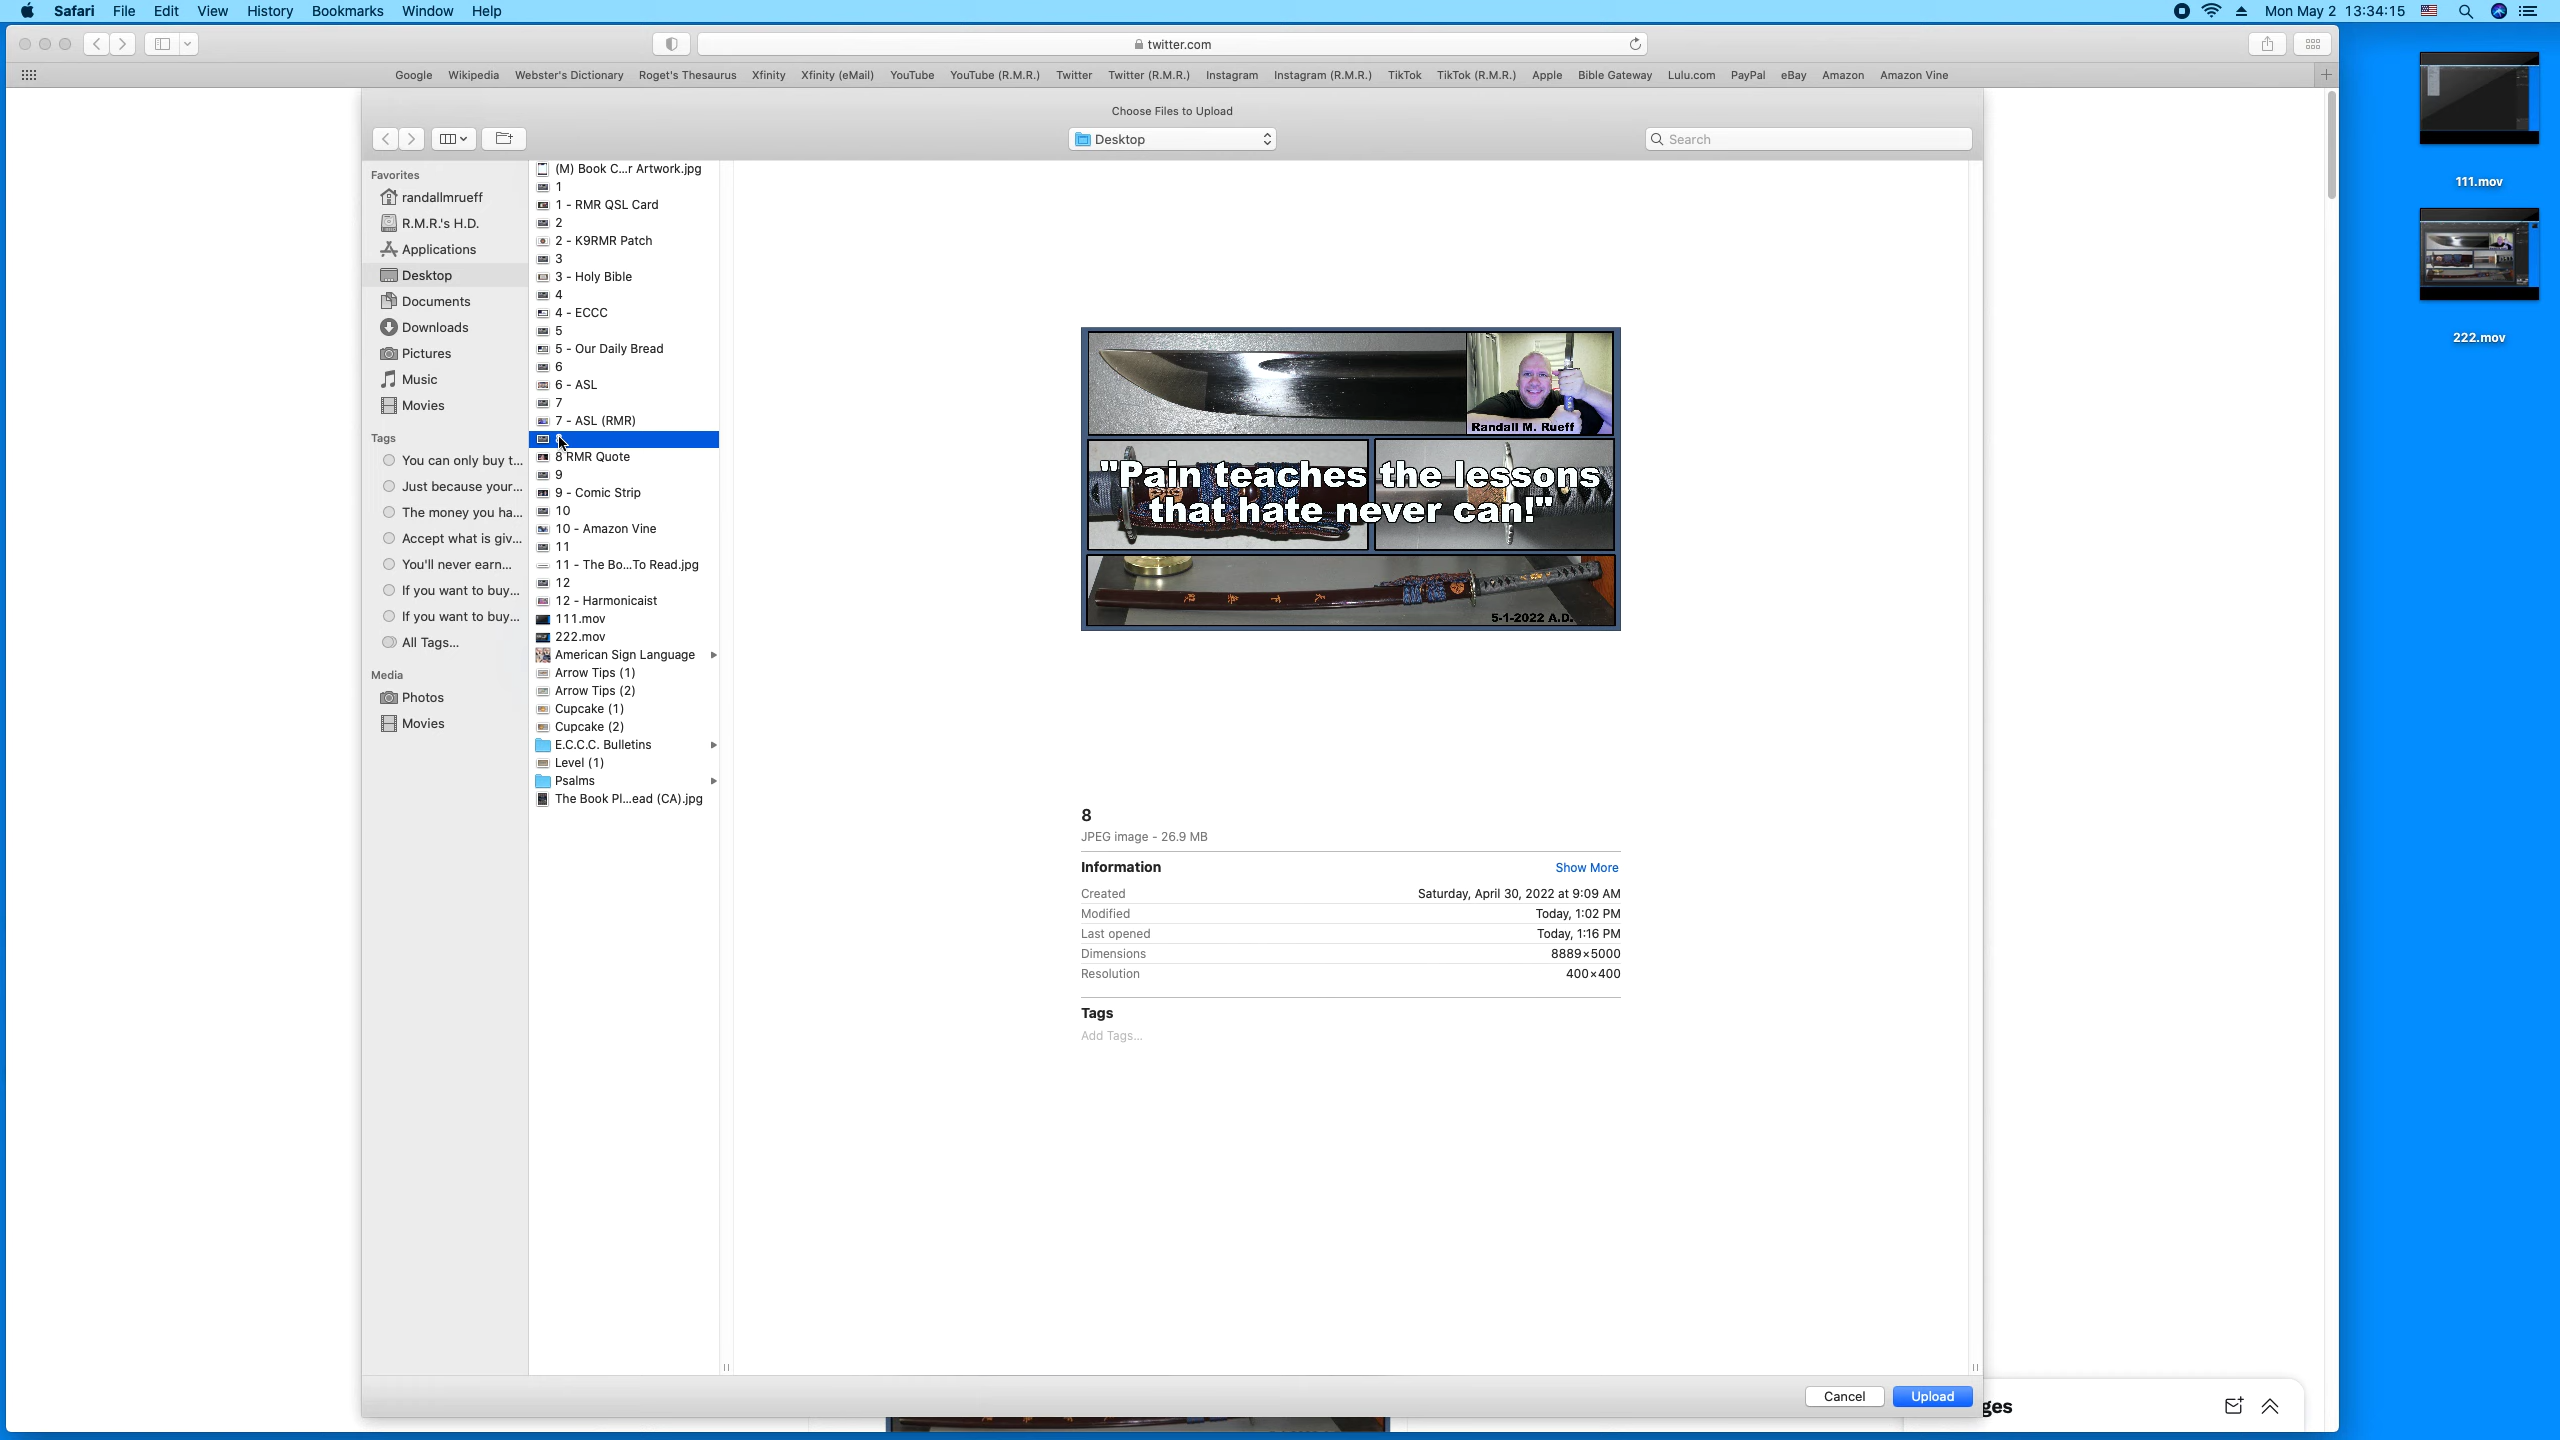 Safari File Edit View History Bookmarks Window Help
Mon May 2 13:34:15
twitter.com
Google Wikipedia Webster's Dictionary Roget's Thesaurus Xfinity Xfinity (eMail) YouTube YouTube (R.M.R.) Twitter Twitter (R.M.R.) Instagram Instagram (R.M.R.) TikTok TikTok (R.M.R.) Apple Bible Gateway Lulu.com PayPal eBay Amazon Amazon Vine
111.mov
222.mov
Choose Files to Upload
Desktop
Search
Favorites
randallmrueff
R.M.R.'s H.D.
Applications
Desktop
Documents
Downloads
Pictures
Music
Movies
Tags
You can only buy t...
Just because your...
The money you ha...
Accept what is giv...
You'll never earn...
If you want to buy...
If you want to buy...
All Tags...
Media
Photos
Movies
(M) Book C...r Artwork.jpg
1
1 - RMR QSL Card
2
2 - K9RMR Patch
3
3 - Holy Bible
4
4 - ECCC
5
5 - Our Daily Bread
6
6 - ASL
7
7 - ASL (RMR)
8 RMR Quote
9
9 - Comic Strip
10
10 - Amazon Vine
11
11 - The Bo...To Read.jpg
12
12 - Harmonicaist
111.mov
222.mov
American Sign Language
Arrow Tips (1)
Arrow Tips (2)
Cupcake (1)
Cupcake (2)
E.C.C.C. Bulletins
Level (1)
Psalms
The Book Pl...ead (CA).jpg
Randall M. Rueff
"Pain teaches the lessons
that hate never can!"
5-1-2022 A.D.
8
JPEG image - 26.9 MB
Information Show More
Created Saturday, April 30, 2022 at 9:09 AM
Modified Today, 1:02 PM
Last opened Today, 1:16 PM
Dimensions 8889×5000
Resolution 400×400
Tags
Add Tags...
Cancel Upload
ges